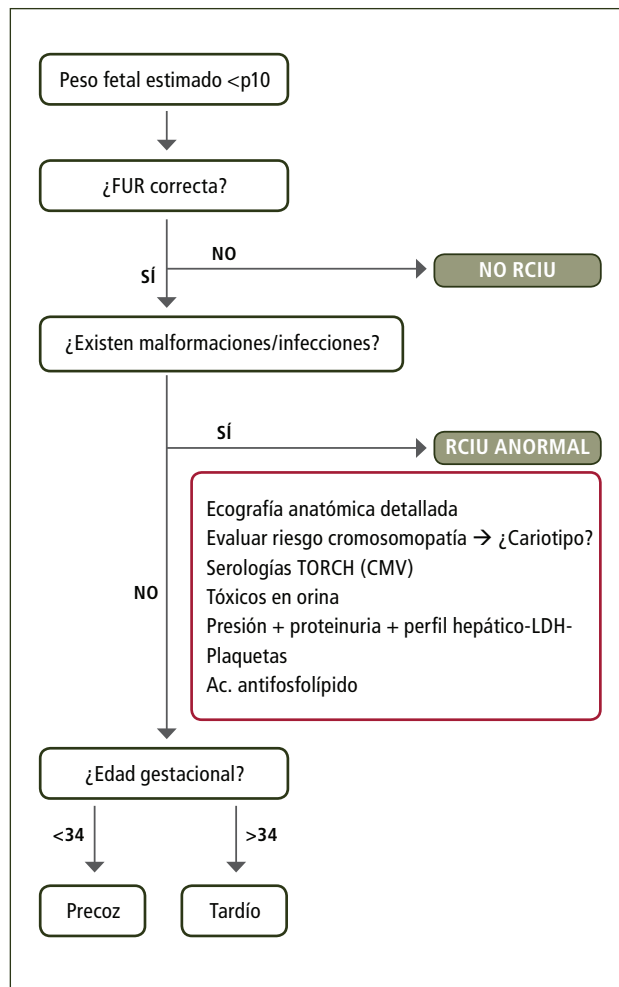 Peso fetal estimado <p10
¿FUR correcta?
NO
SÍ
NO RCIU
¿Existen malformaciones/infecciones?
SÍ
RCIU ANORMAL
Ecografía anatómica detallada
Evaluar riesgo cromosomopatía → ¿Cariotipo?
Serologías TORCH (CMV)
Tóxicos en orina
Presión + proteinuria + perfil hepático-LDH-
Plaquetas
Ac. antifosfolípido
NO
¿Edad gestacional?
<34
>34
Precoz
Tardío